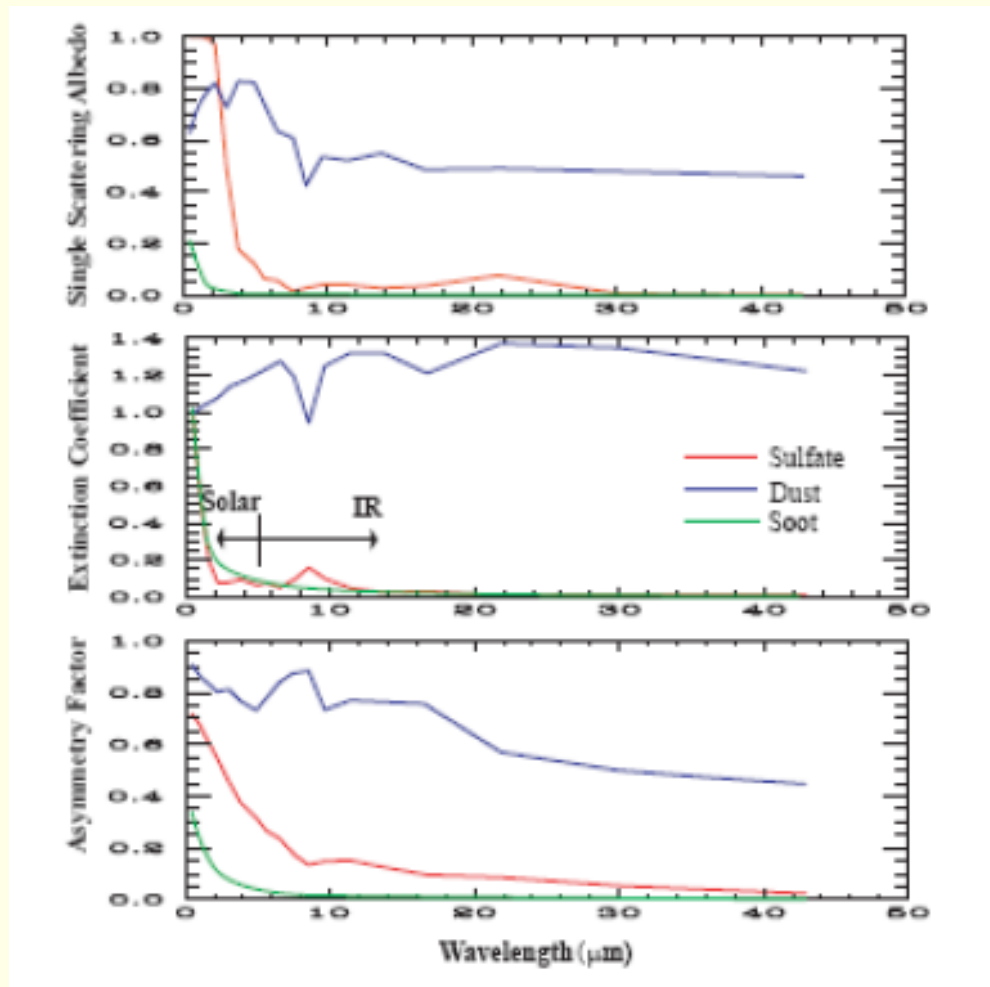 Single Scattering Albedo
1.0
0.8
0.6
0.4
0.2
0.0
0 10 20 30 40 50
Extinction Coefficient
1.4
1.2
1.0
0.8
0.6
0.4
0.2
0.0
Solar
IR
Sulfate
Dust
Soot
0 10 20 30 40 50
Asymmetry Factor
1.0
0.8
0.6
0.4
0.2
0.0
0 10 20 30 40 50
Wavelength (μm)